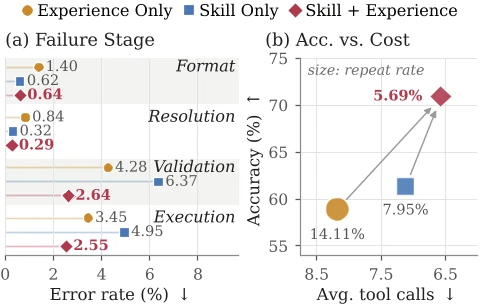 Experience Only Skill Only Skill + Experience
(a) Failure Stage
Format
1.40
0.62
0.64
Resolution
0.84
0.32
0.29
Validation
4.28
6.37
2.64
Execution
3.45
4.95
2.55
0 2 4 6 8
Error rate (%) ↓
(b) Acc. vs. Cost
size: repeat rate
75
70
65
60
55
Accuracy (%) ↑
5.69%
7.95%
14.11%
8.5 7.5 6.5
Avg. tool calls ↓